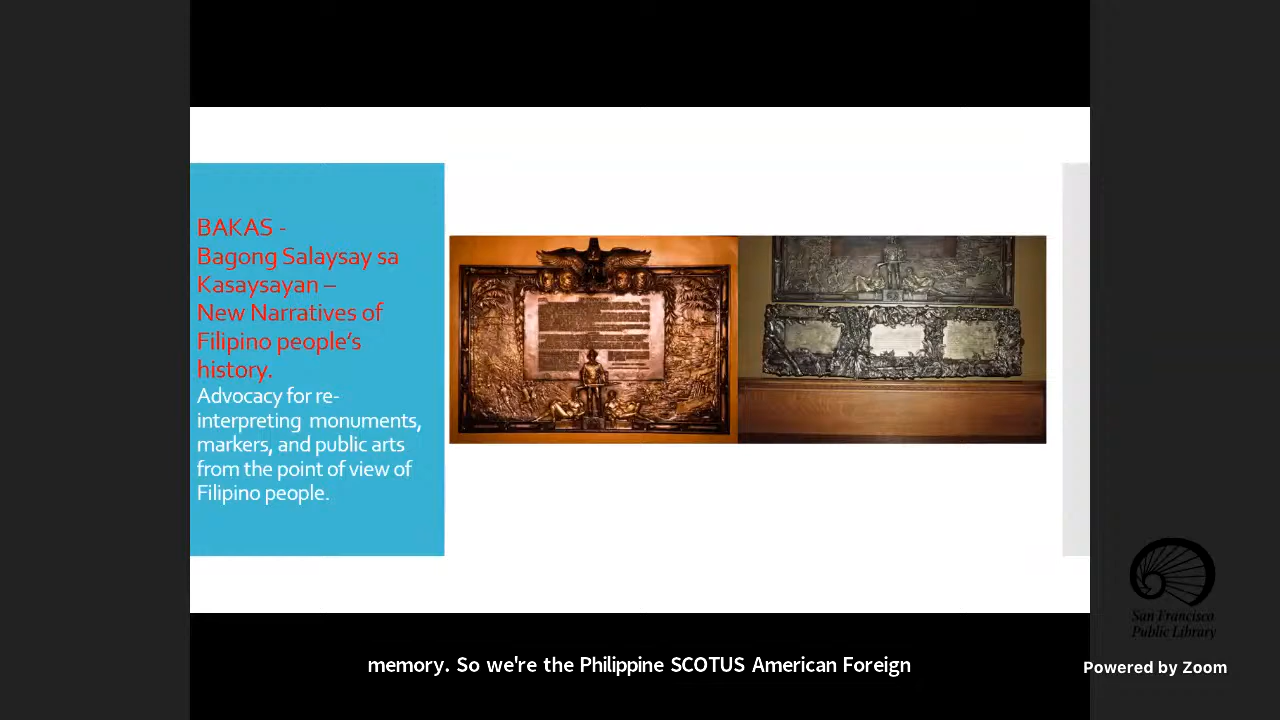 BAKAS -
Bagong Salaysay sa
Kasaysayan –
New Narratives of
Filipino people's
history.
Advocacy for re-
interpreting monuments,
markers, and public arts
from the point of view of
Filipino people.
San Francisco
Public Library
memory. So we're the Philippine SCOTUS American Foreign
Powered by Zoom